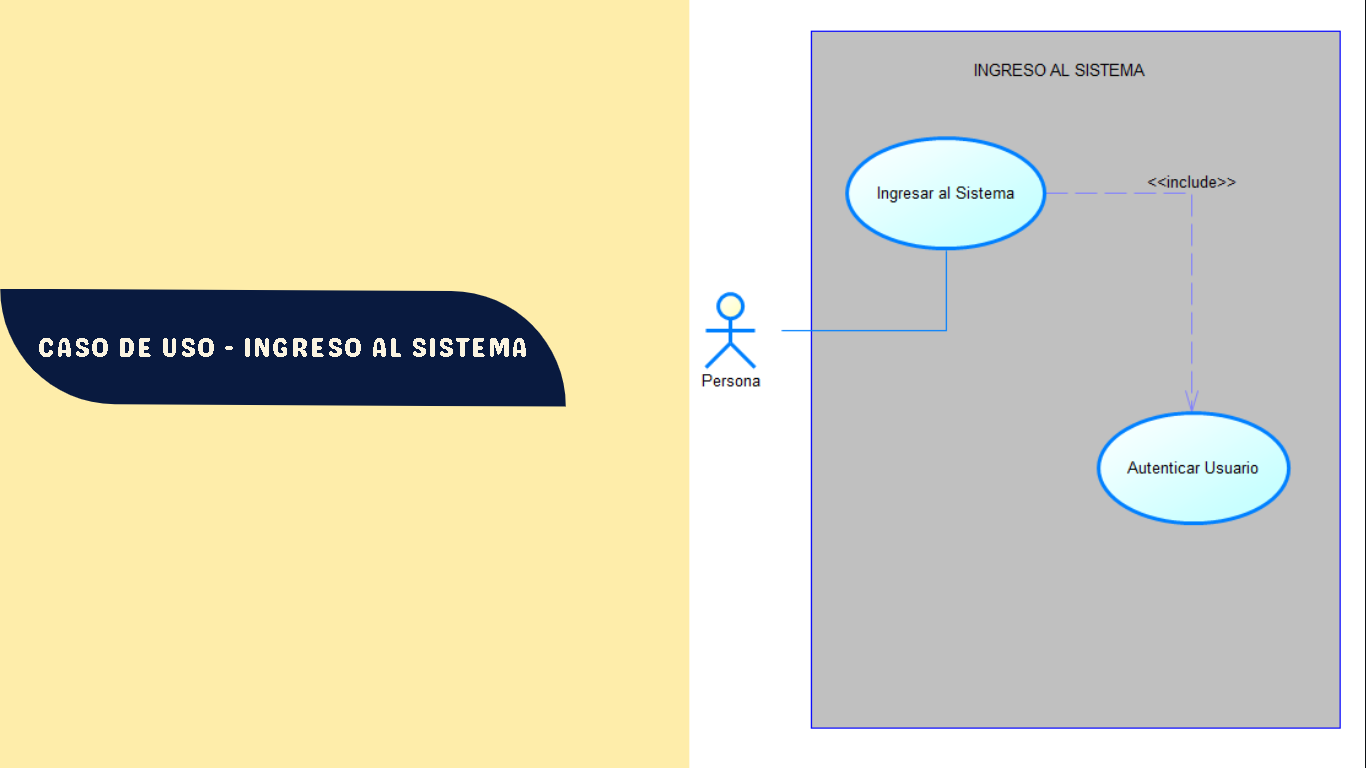 CASO DE USO - INGRESO AL SISTEMA
INGRESO AL SISTEMA
Ingresar al Sistema
<<include>>
Persona
Autenticar Usuario